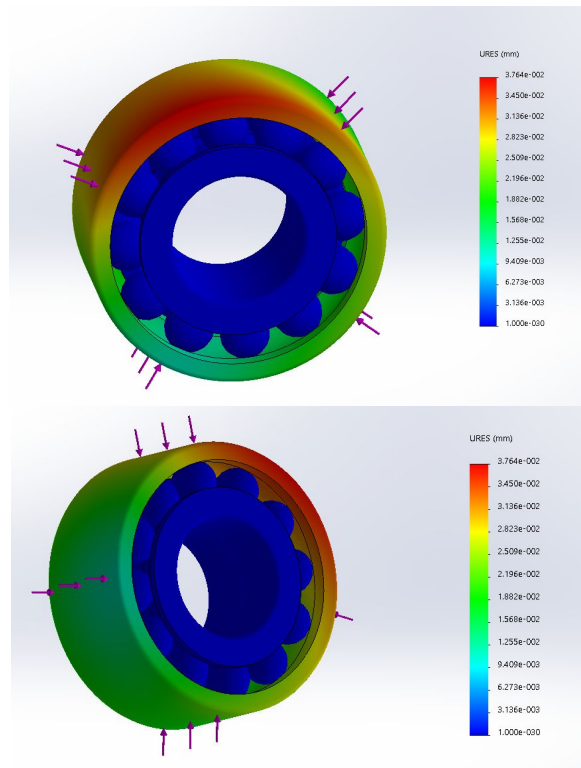 URES (mm)
3.764e-002
3.450e-002
3.136e-002
2.823e-002
2.509e-002
2.196e-002
1.882e-002
1.568e-002
1.255e-002
9.409e-003
6.273e-003
3.136e-003
1.000e-030
URES (mm)
3.764e-002
3.450e-002
3.136e-002
2.823e-002
2.509e-002
2.196e-002
1.882e-002
1.568e-002
1.255e-002
9.409e-003
6.273e-003
3.136e-003
1.000e-030